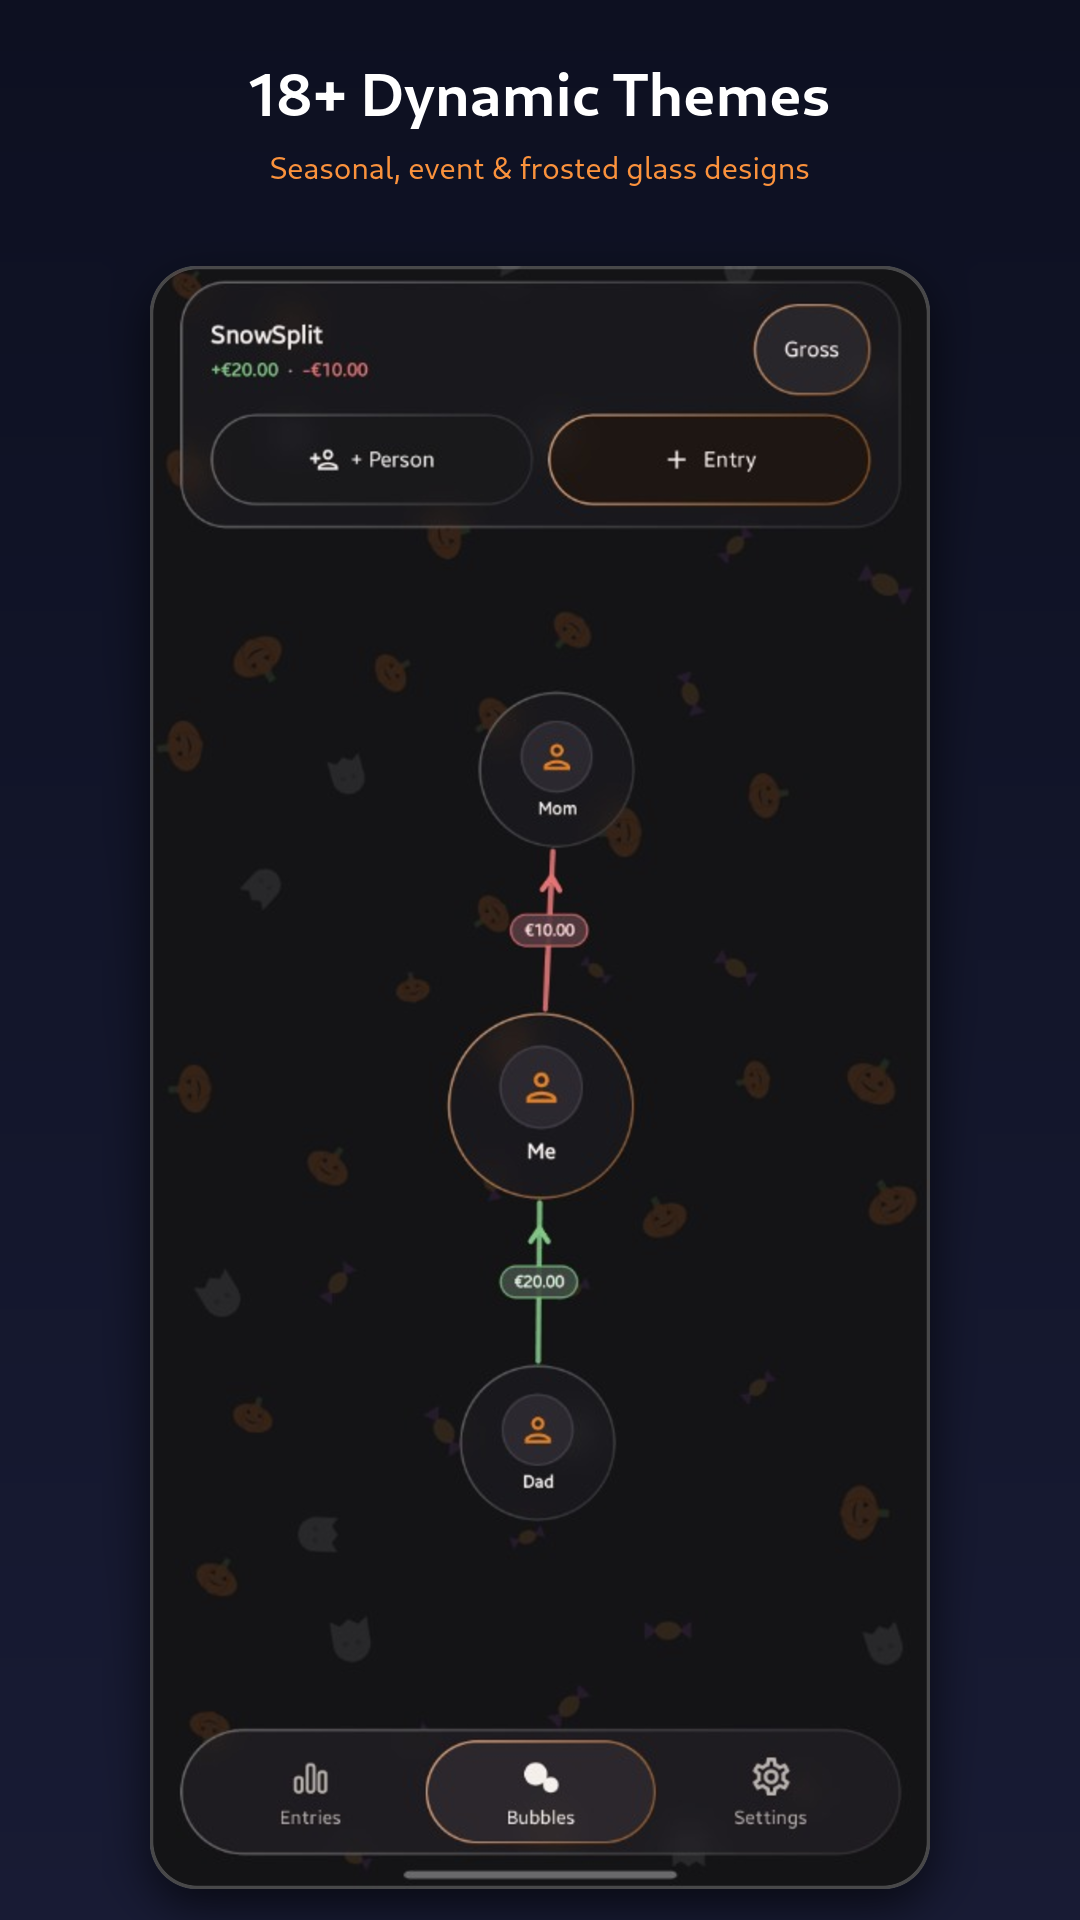 18+ Dynamic Themes
Seasonal, event & frosted glass designs
SnowSplit
+€20.00 · -€10.00
Gross
+ Person
+ Entry
Mom
€10.00
Me
€20.00
Dad
Entries
Bubbles
Settings